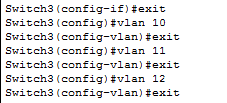 Switch3(config-if)#exit
Switch3(config)#vlan 10
Switch3(config-vlan)#exit
Switch3(config)#vlan 11
Switch3(config-vlan)#exit
Switch3(config)#vlan 12
Switch3(config-vlan)#exit